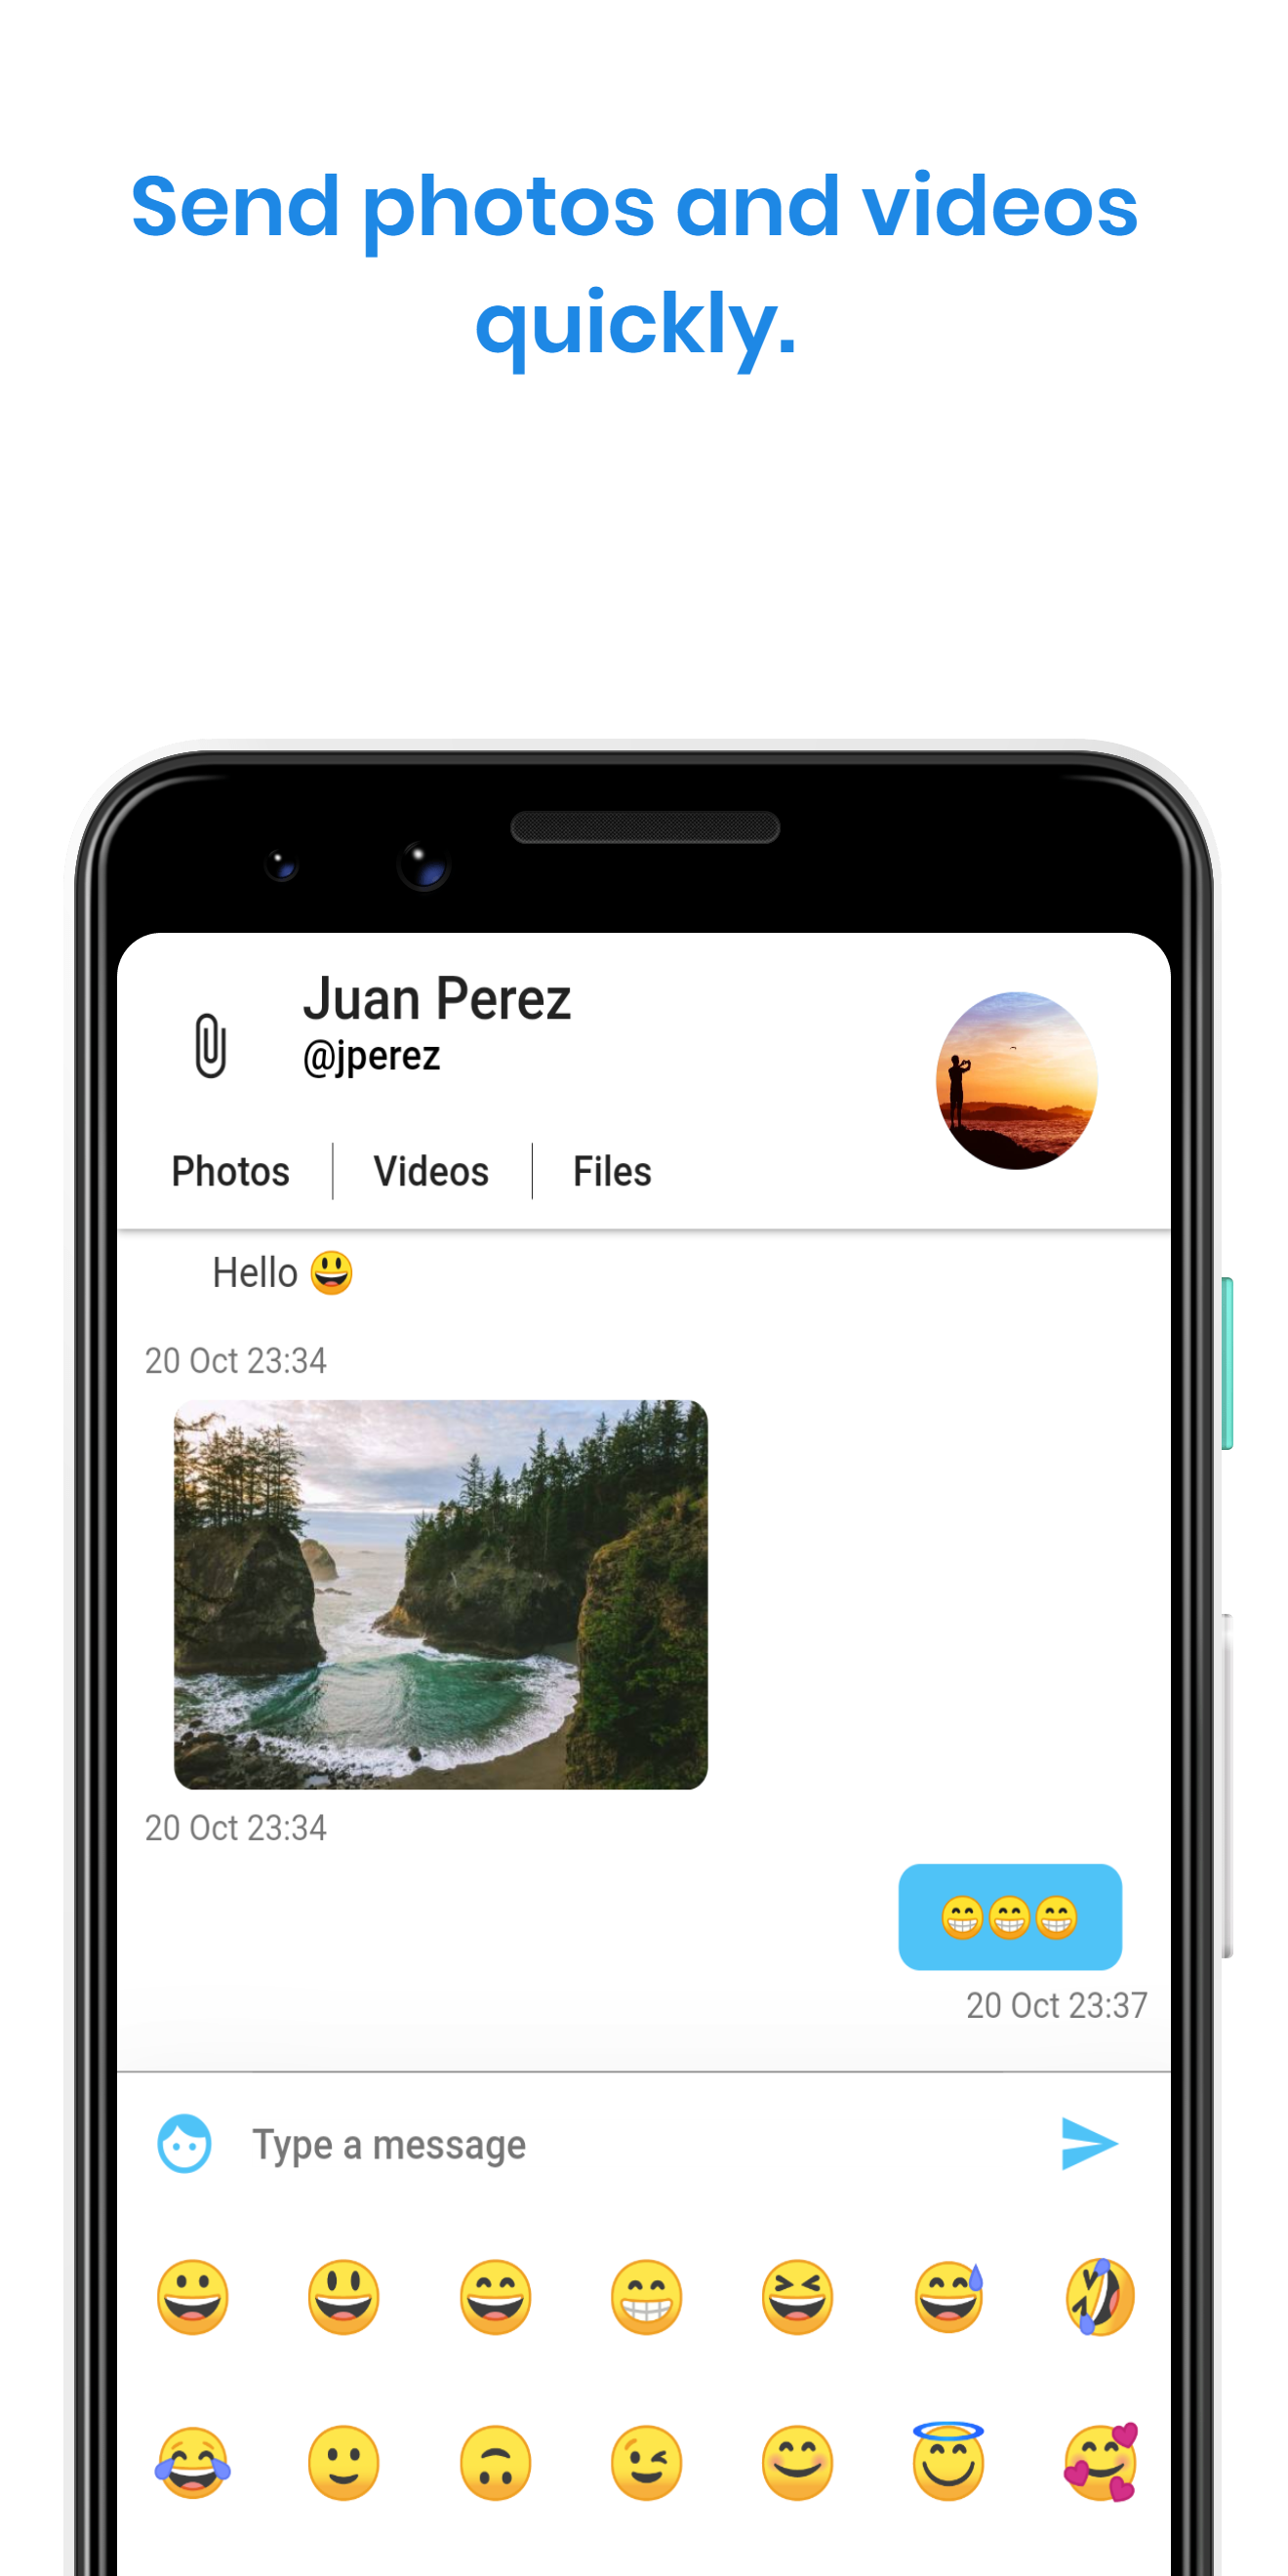 Send photos and videos
quickly.
Juan Perez
@jperez
Photos Videos Files
Hello 😃
20 Oct 23:34
20 Oct 23:34
😁😁😁
20 Oct 23:37
Type a message